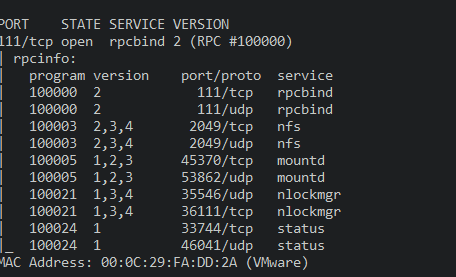 PORT    STATE SERVICE VERSION
111/tcp open  rpcbind 2 (RPC #100000)
| rpcinfo:
|   program version    port/proto  service
|   100000  2            111/tcp   rpcbind
|   100000  2            111/udp   rpcbind
|   100003  2,3,4       2049/tcp   nfs
|   100003  2,3,4       2049/udp   nfs
|   100005  1,2,3      45370/tcp   mountd
|   100005  1,2,3      53862/udp   mountd
|   100021  1,3,4      35546/udp   nlockmgr
|   100021  1,3,4      36111/tcp   nlockmgr
|   100024  1          33744/tcp   status
|_  100024  1          46041/udp   status
MAC Address: 00:0C:29:FA:DD:2A (VMware)